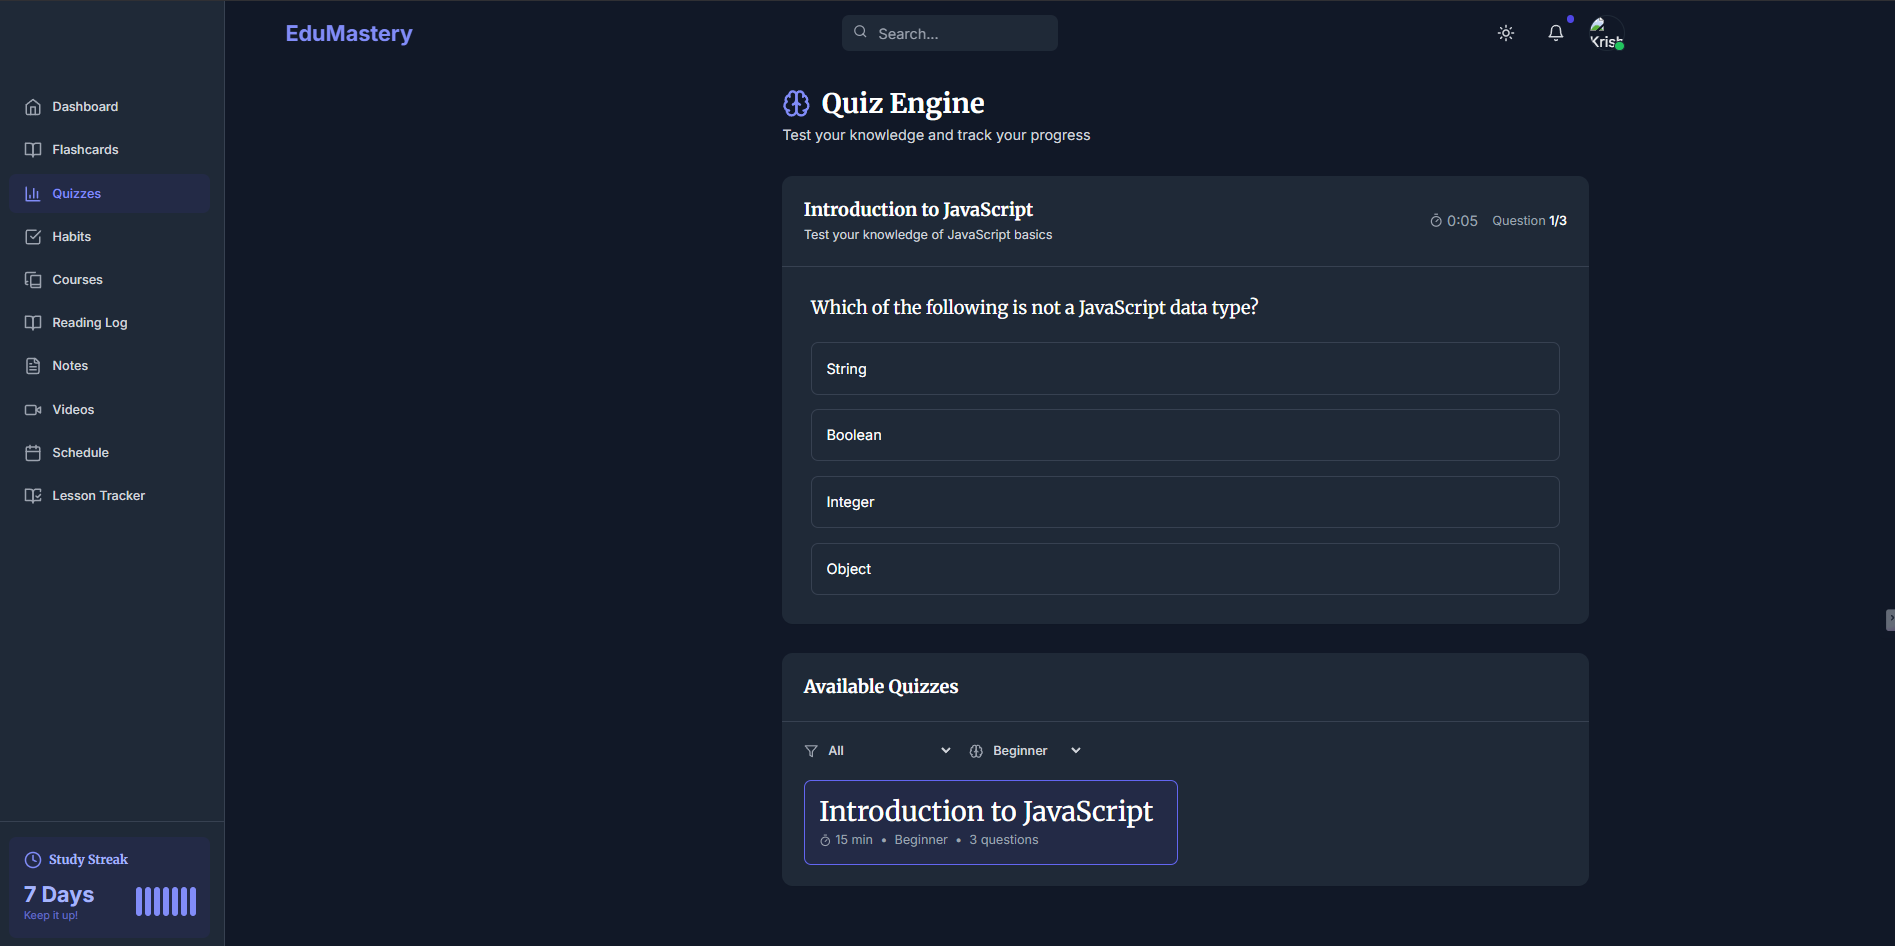 EduMastery
Search...
Dashboard
Flashcards
Quizzes
Habits
Courses
Reading Log
Notes
Videos
Schedule
Lesson Tracker
Study Streak
7 Days
Keep it up!
Quiz Engine
Test your knowledge and track your progress
Introduction to JavaScript
Test your knowledge of JavaScript basics
0:05 Question 1/3
Which of the following is not a JavaScript data type?
String
Boolean
Integer
Object
Available Quizzes
All Beginner
Introduction to JavaScript
15 min • Beginner • 3 questions